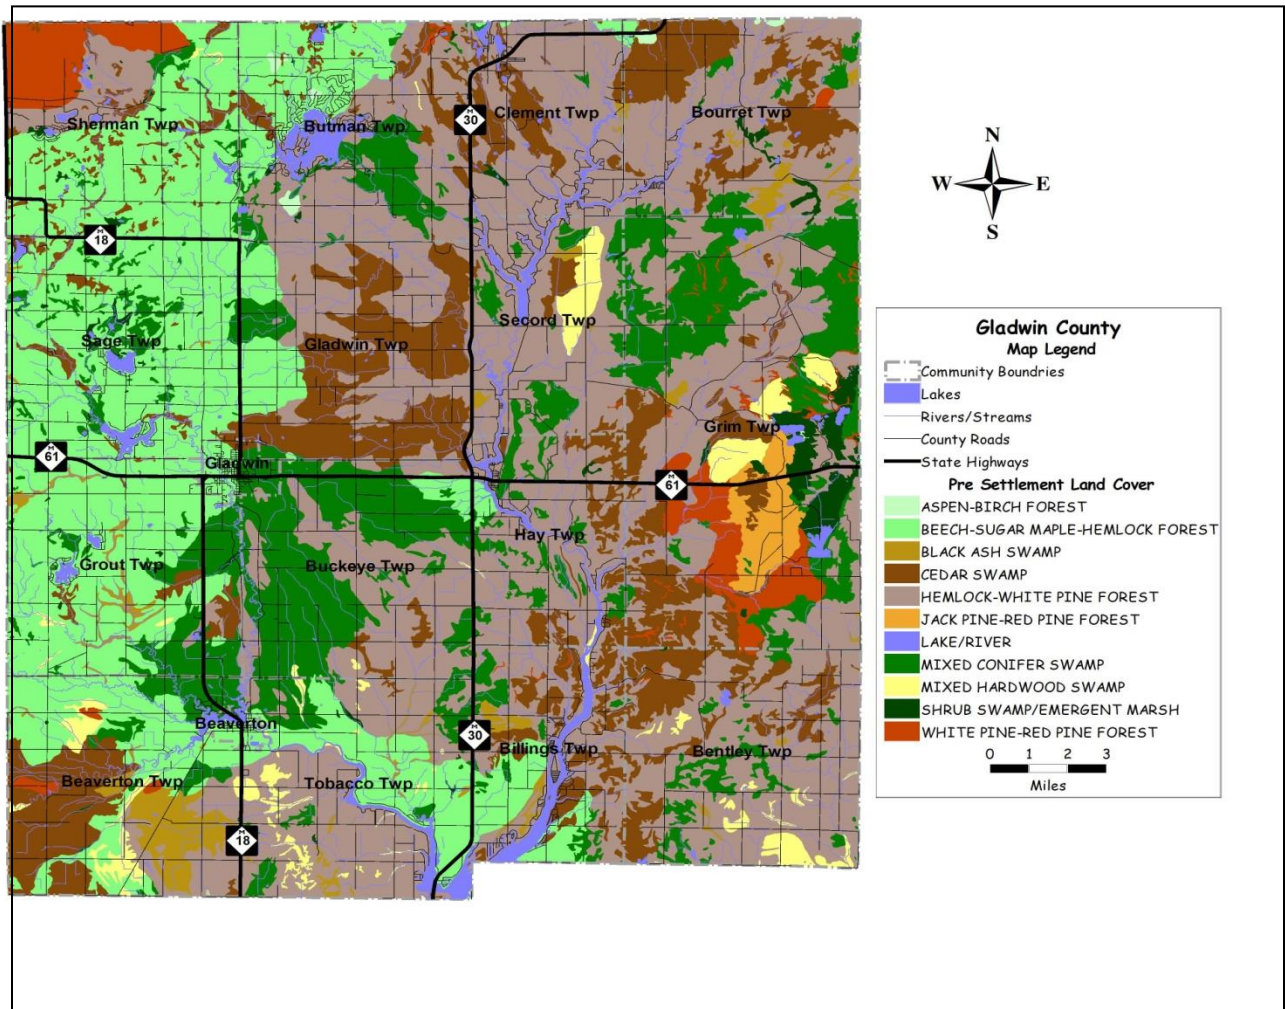 Sherman Twp
Butman Twp
M
30
Clement Twp
Bourret Twp
N
W
E
S
M
18
Sage Twp
Gladwin Twp
Secord Twp
M
61
Gladwin
Grim Twp
M
61
Grout Twp
Buckeye Twp
Hay Twp
Beaverton
M
30
Billings Twp
Bentley Twp
Beaverton Twp
Tobacco Twp
M
18
Gladwin County
Map Legend
Community Boundries
Lakes
Rivers/Streams
County Roads
State Highways
Pre Settlement Land Cover
ASPEN-BIRCH FOREST
BEECH-SUGAR MAPLE-HEMLOCK FOREST
BLACK ASH SWAMP
CEDAR SWAMP
HEMLOCK-WHITE PINE FOREST
JACK PINE-RED PINE FOREST
LAKE/RIVER
MIXED CONIFER SWAMP
MIXED HARDWOOD SWAMP
SHRUB SWAMP/EMERGENT MARSH
WHITE PINE-RED PINE FOREST
0 1 2 3
Miles